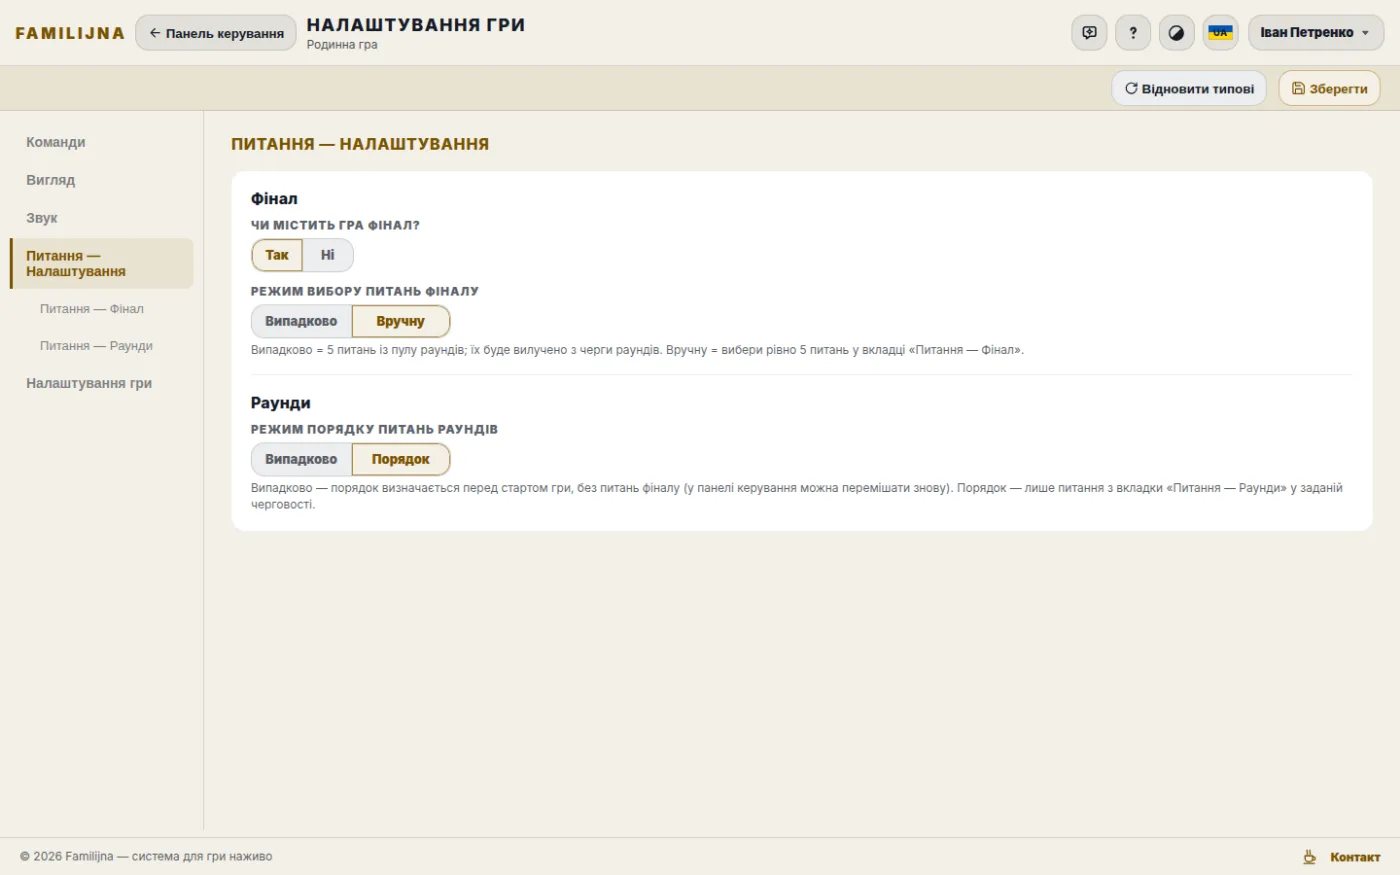 FAMILIJNA
← Панель керування
НАЛАШТУВАННЯ ГРИ
Родинна гра
?
UA
Іван Петренко
Відновити типові
Зберегти
Команди
Вигляд
Звук
Питання —
Налаштування
Питання — Фінал
Питання — Раунди
Налаштування гри
ПИТАННЯ — НАЛАШТУВАННЯ
Фінал
ЧИ МІСТИТЬ ГРА ФІНАЛ?
Так
Ні
РЕЖИМ ВИБОРУ ПИТАНЬ ФІНАЛУ
Випадково
Вручну
Випадково = 5 питань із пулу раундів; їх буде вилучено з черги раундів. Вручну = вибери рівно 5 питань у вкладці «Питання — Фінал».
Раунди
РЕЖИМ ПОРЯДКУ ПИТАНЬ РАУНДІВ
Випадково
Порядок
Випадково — порядок визначається перед стартом гри, без питань фіналу (у панелі керування можна перемішати знову). Порядок — лише питання з вкладки «Питання — Раунди» у заданій
черговості.
© 2026 Familijna — система для гри наживо
Контакт